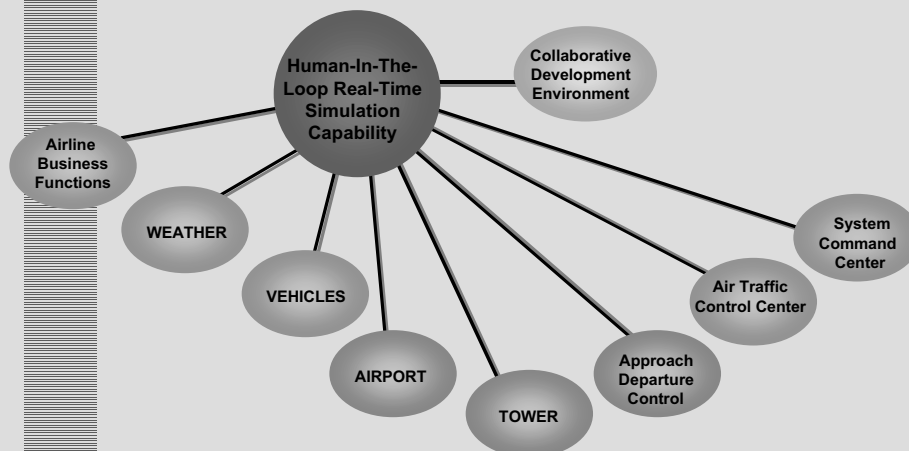 Human-In-The-
Loop Real-Time
Simulation
Capability
Collaborative
Development
Environment
Airline
Business
Functions
WEATHER
VEHICLES
AIRPORT
TOWER
Approach
Departure
Control
Air Traffic
Control Center
System
Command
Center